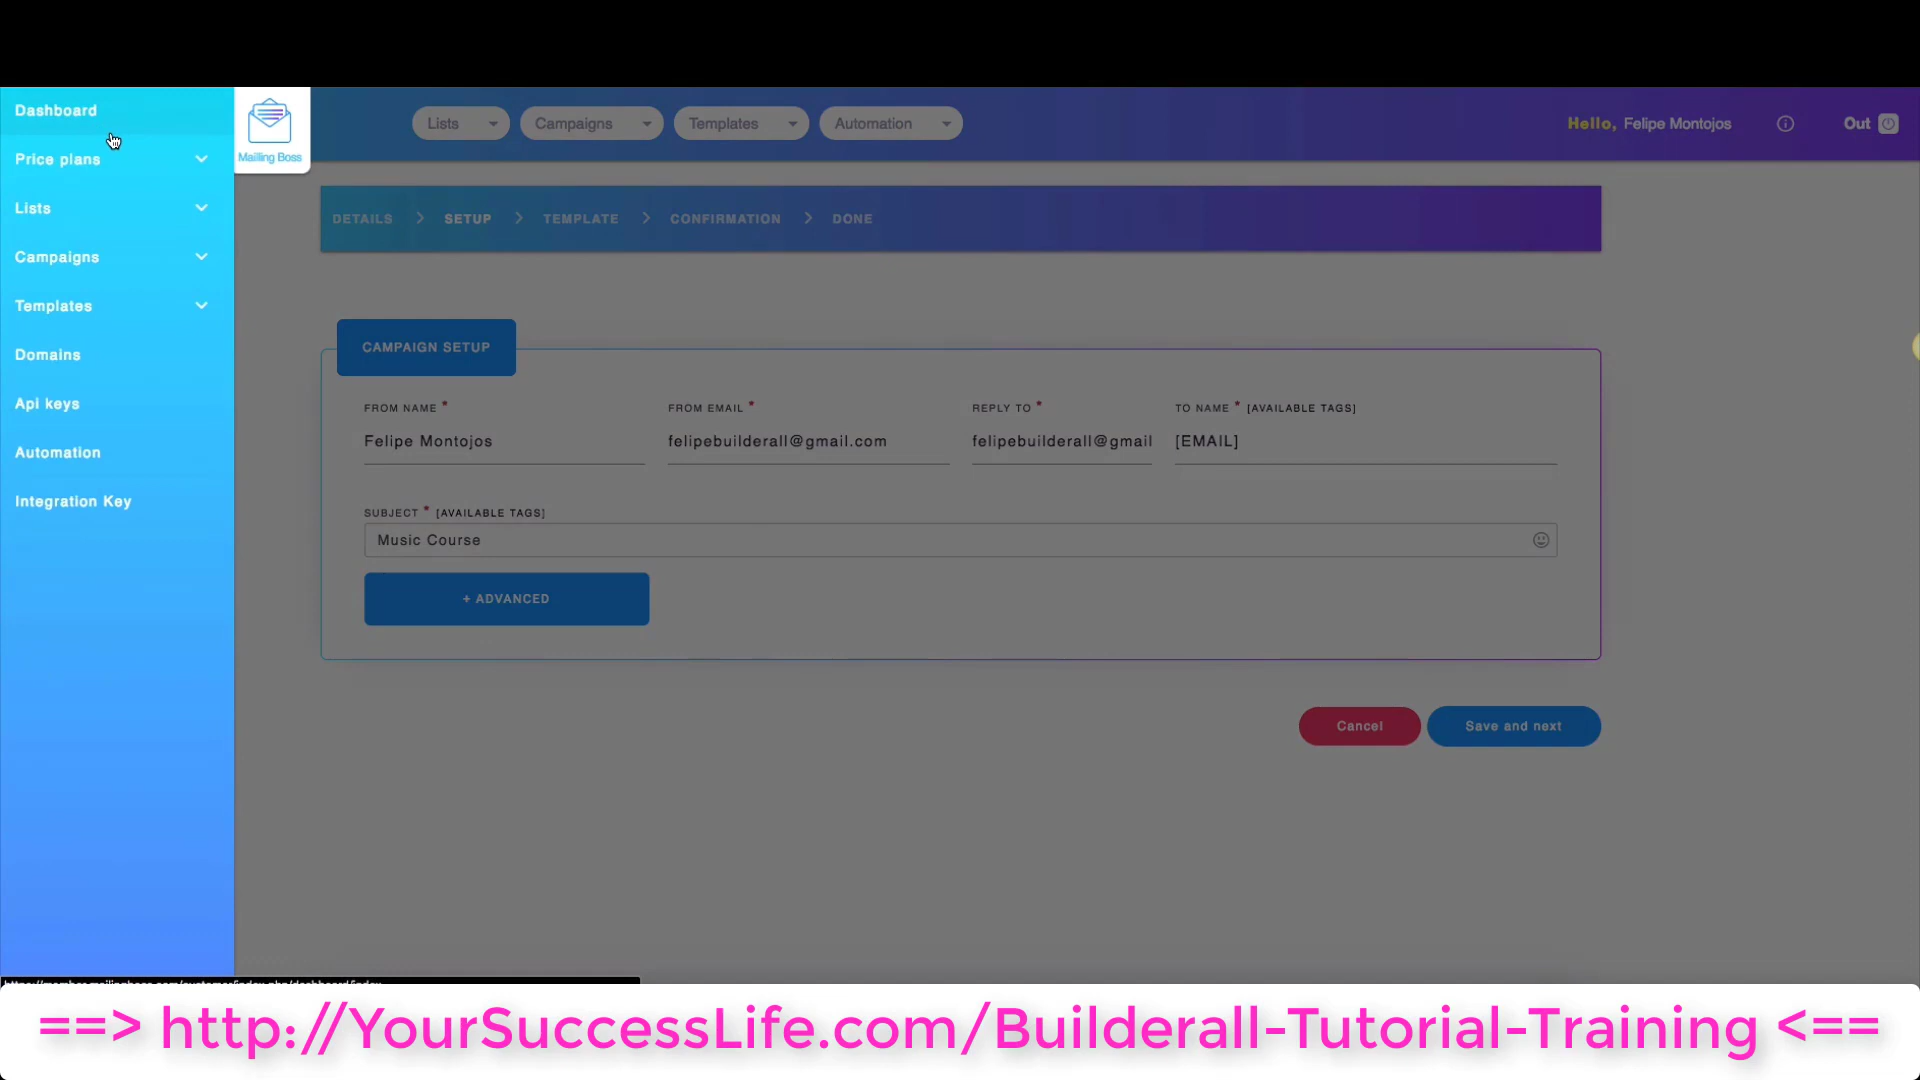 Dashboard
Price plans
Lists
Campaigns
Templates
Domains
Api keys
Automation
Integration Key
Mailling Boss
Lists
Campaigns
Templates
Automation
Hello, Felipe Montojos
Out
DETAILS
SETUP
TEMPLATE
CONFIRMATION
DONE
CAMPAIGN SETUP
FROM NAME *
Felipe Montojos
FROM EMAIL *
felipebuilderall@gmail.com
REPLY TO *
felipebuilderall@gmail
TO NAME * [AVAILABLE TAGS]
[EMAIL]
SUBJECT * [AVAILABLE TAGS]
Music Course
+ ADVANCED
Cancel
Save and next
==> http://YourSuccessLife.com/Builderall-Tutorial-Training <==